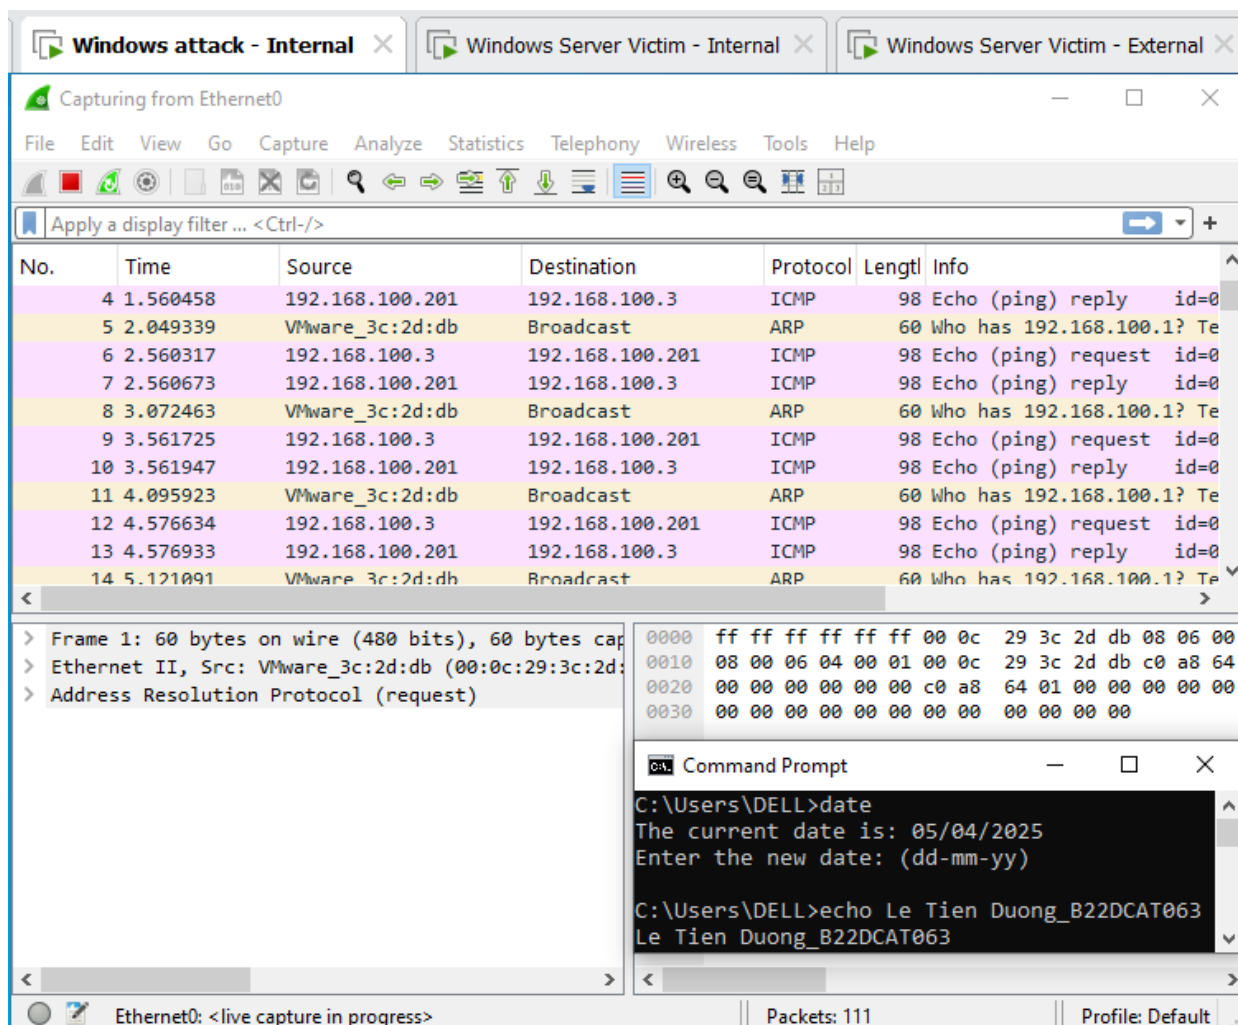 Windows attack - Internal
Windows Server Victim - Internal
Windows Server Victim - External
Capturing from Ethernet0
File Edit View Go Capture Analyze Statistics Telephony Wireless Tools Help
Apply a display filter ... <Ctrl-/>
No. Time Source Destination Protocol Lengtl Info
4 1.560458 192.168.100.201 192.168.100.3 ICMP 98 Echo (ping) reply id=0
5 2.049339 VMware_3c:2d:db Broadcast ARP 60 Who has 192.168.100.1? Te
6 2.560317 192.168.100.3 192.168.100.201 ICMP 98 Echo (ping) request id=0
7 2.560673 192.168.100.201 192.168.100.3 ICMP 98 Echo (ping) reply id=0
8 3.072463 VMware_3c:2d:db Broadcast ARP 60 Who has 192.168.100.1? Te
9 3.561725 192.168.100.3 192.168.100.201 ICMP 98 Echo (ping) request id=0
10 3.561947 192.168.100.201 192.168.100.3 ICMP 98 Echo (ping) reply id=0
11 4.095923 VMware_3c:2d:db Broadcast ARP 60 Who has 192.168.100.1? Te
12 4.576634 192.168.100.3 192.168.100.201 ICMP 98 Echo (ping) request id=0
13 4.576933 192.168.100.201 192.168.100.3 ICMP 98 Echo (ping) reply id=0
14 5.121091 VMware_3c:2d:db Broadcast ARP 60 Who has 192.168.100.1? Te
Frame 1: 60 bytes on wire (480 bits), 60 bytes cap
Ethernet II, Src: VMware_3c:2d:db (00:0c:29:3c:2d:
Address Resolution Protocol (request)
0000 ff ff ff ff ff ff 00 0c 29 3c 2d db 08 06 00
0010 08 00 06 04 00 01 00 0c 29 3c 2d db c0 a8 64
0020 00 00 00 00 00 00 c0 a8 64 01 00 00 00 00 00
0030 00 00 00 00 00 00 00 00 00 00 00 00
Command Prompt
C:\Users\DELL>date
The current date is: 05/04/2025
Enter the new date: (dd-mm-yy)
C:\Users\DELL>echo Le Tien Duong_B22DCAT063
Le Tien Duong_B22DCAT063
Ethernet0: <live capture in progress>
Packets: 111
Profile: Default